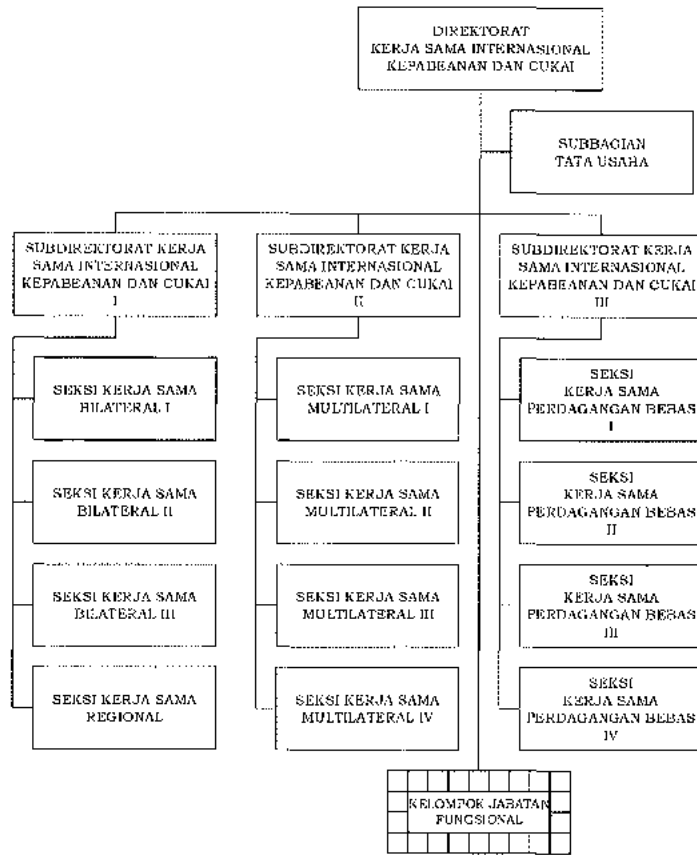 DIREKTORAT
KERJA SAMA INTERNASIONAL
KEPABEANAN DAN CUKAI
SUBBAGIAN
TATA USAHA
SUBDIREKTORAT KERJA
SAMA INTERNASIONAL
KEPABEANAN DAN CUKAI
I
SUBDIREKTORAT KERJA
SAMA INTERNASIONAL
KEPABEANAN DAN CUKAI
II
SUBDIREKTORAT KERJA
SAMA INTERNASIONAL
KEPABEANAN DAN CUKAI
III
SEKSI KERJA SAMA
BILATERAL I
SEKSI KERJA SAMA
MULTILATERAL I
SEKSI
KERJA SAMA
PERDAGANGAN BEBAS
I
SEKSI KERJA SAMA
BILATERAL II
SEKSI KERJA SAMA
MULTILATERAL II
SEKSI
KERJA SAMA
PERDAGANGAN BEBAS
II
SEKSI KERJA SAMA
BILATERAL III
SEKSI KERJA SAMA
MULTILATERAL III
SEKSI
KERJA SAMA
PERDAGANGAN BEBAS
III
SEKSI KERJA SAMA
REGIONAL
SEKSI KERJA SAMA
MULTILATERAL IV
SEKSI
KERJA SAMA
PERDAGANGAN BEBAS
IV
KELOMPOK JABATAN
FUNGSIONAL